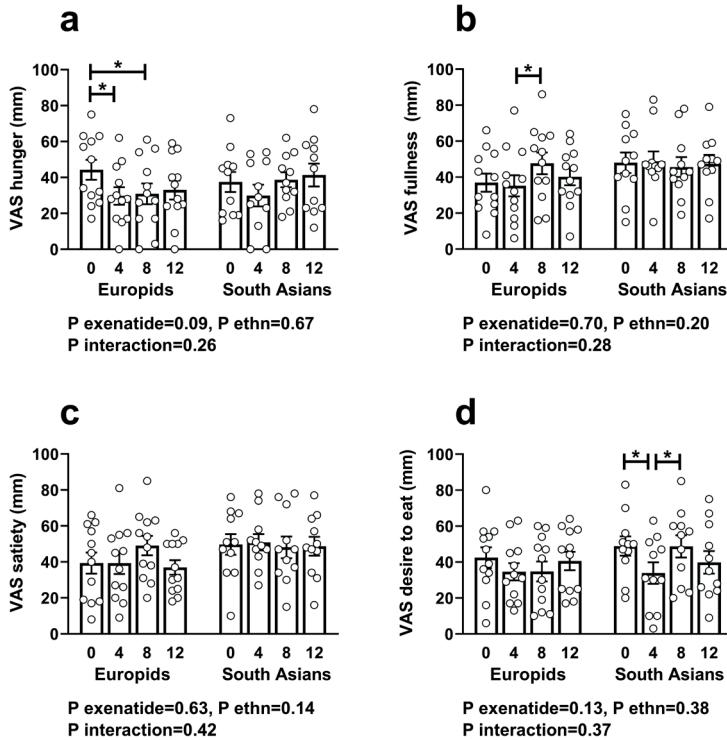 a
VAS hunger (mm)
100
80
60
40
20
0
*
*
0 4 8 12 0 4 8 12
Europids South Asians
P exenatide=0.09, P ethn=0.67
P interaction=0.26
b
VAS fullness (mm)
100
80
60
40
20
0
*
0 4 8 12 0 4 8 12
Europids South Asians
P exenatide=0.70, P ethn=0.20
P interaction=0.28
c
VAS satiety (mm)
100
80
60
40
20
0
0 4 8 12 0 4 8 12
Europids South Asians
P exenatide=0.63, P ethn=0.14
P interaction=0.42
d
VAS desire to eat (mm)
100
80
60
40
20
0
* *
0 4 8 12 0 4 8 12
Europids South Asians
P exenatide=0.13, P ethn=0.38
P interaction=0.37